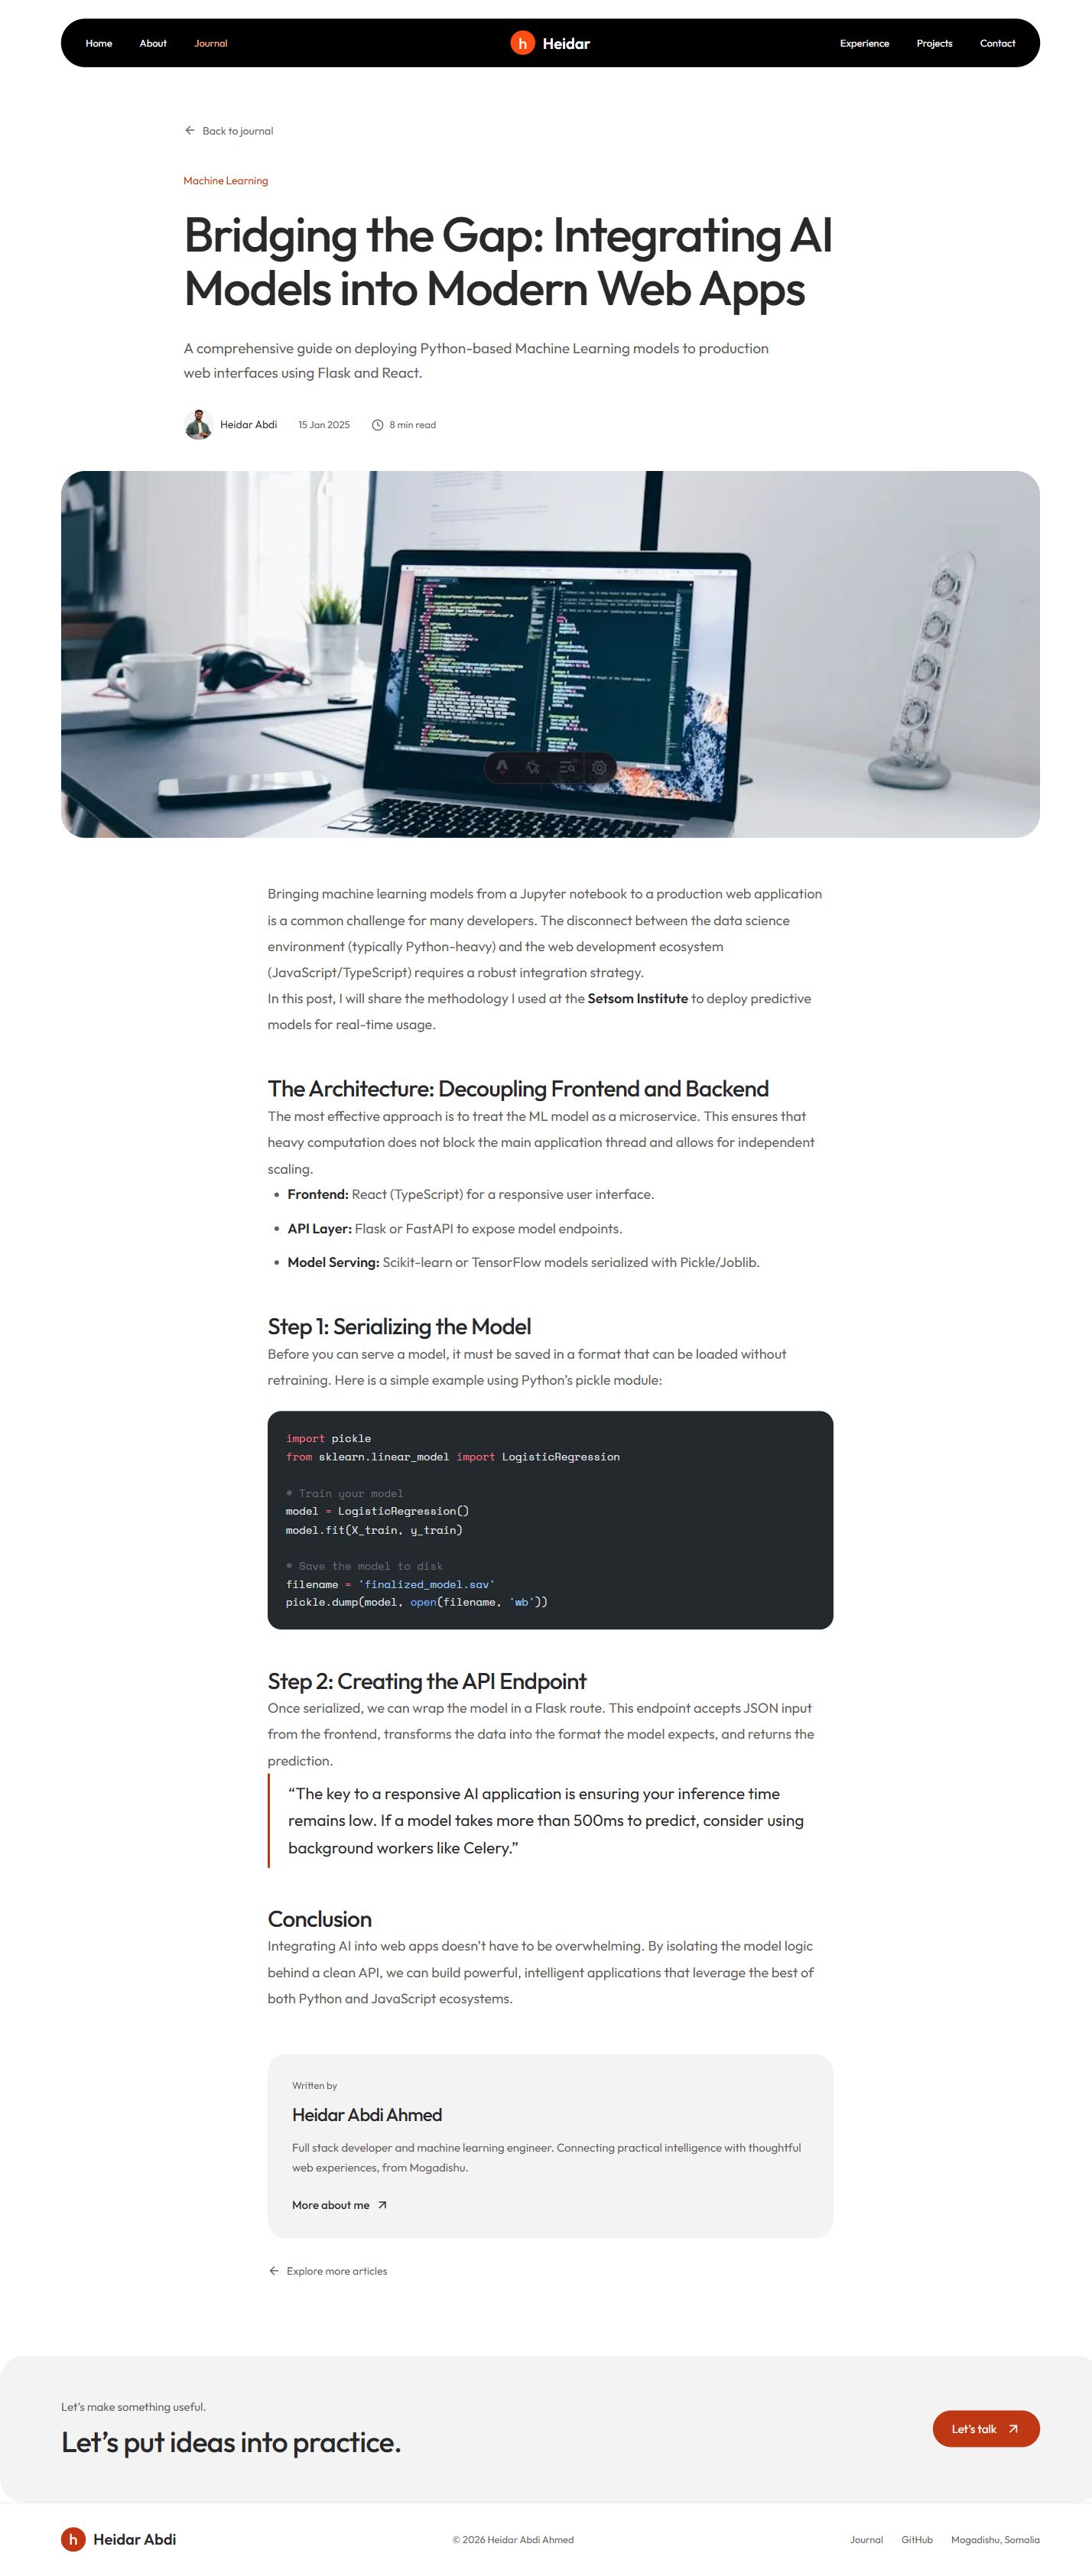 Home About Journal h Heidar Experience Projects Contact
← Back to journal
Machine Learning
Bridging the Gap: Integrating AI
Models into Modern Web Apps
A comprehensive guide on deploying Python-based Machine Learning models to production
web interfaces using Flask and React.
Heidar Abdi 15 Jan 2025 8 min read
Bringing machine learning models from a Jupyter notebook to a production web application
is a common challenge for many developers. The disconnect between the data science
environment (typically Python-heavy) and the web development ecosystem
(JavaScript/TypeScript) requires a robust integration strategy.
In this post, I will share the methodology I used at the Setsom Institute to deploy predictive
models for real-time usage.
The Architecture: Decoupling Frontend and Backend
The most effective approach is to treat the ML model as a microservice. This ensures that
heavy computation does not block the main application thread and allows for independent
scaling.
• Frontend: React (TypeScript) for a responsive user interface.
• API Layer: Flask or FastAPI to expose model endpoints.
• Model Serving: Scikit-learn or TensorFlow models serialized with Pickle/Joblib.
Step 1: Serializing the Model
Before you can serve a model, it must be saved in a format that can be loaded without
retraining. Here is a simple example using Python’s pickle module:
import pickle
from sklearn.linear_model import LogisticRegression
# Train your model
model = LogisticRegression()
model.fit(X_train, y_train)
# Save the model to disk
filename = 'finalized_model.sav'
pickle.dump(model, open(filename, 'wb'))
Step 2: Creating the API Endpoint
Once serialized, we can wrap the model in a Flask route. This endpoint accepts JSON input
from the frontend, transforms the data into the format the model expects, and returns the
prediction.
“The key to a responsive AI application is ensuring your inference time
remains low. If a model takes more than 500ms to predict, consider using
background workers like Celery.”
Conclusion
Integrating AI into web apps doesn’t have to be overwhelming. By isolating the model logic
behind a clean API, we can build powerful, intelligent applications that leverage the best of
both Python and JavaScript ecosystems.
Written by
Heidar Abdi Ahmed
Full stack developer and machine learning engineer. Connecting practical intelligence with thoughtful
web experiences, from Mogadishu.
More about me ↗
← Explore more articles
Let’s make something useful.
Let’s put ideas into practice.
Let’s talk ↗
h Heidar Abdi © 2026 Heidar Abdi Ahmed Journal GitHub Mogadishu, Somalia